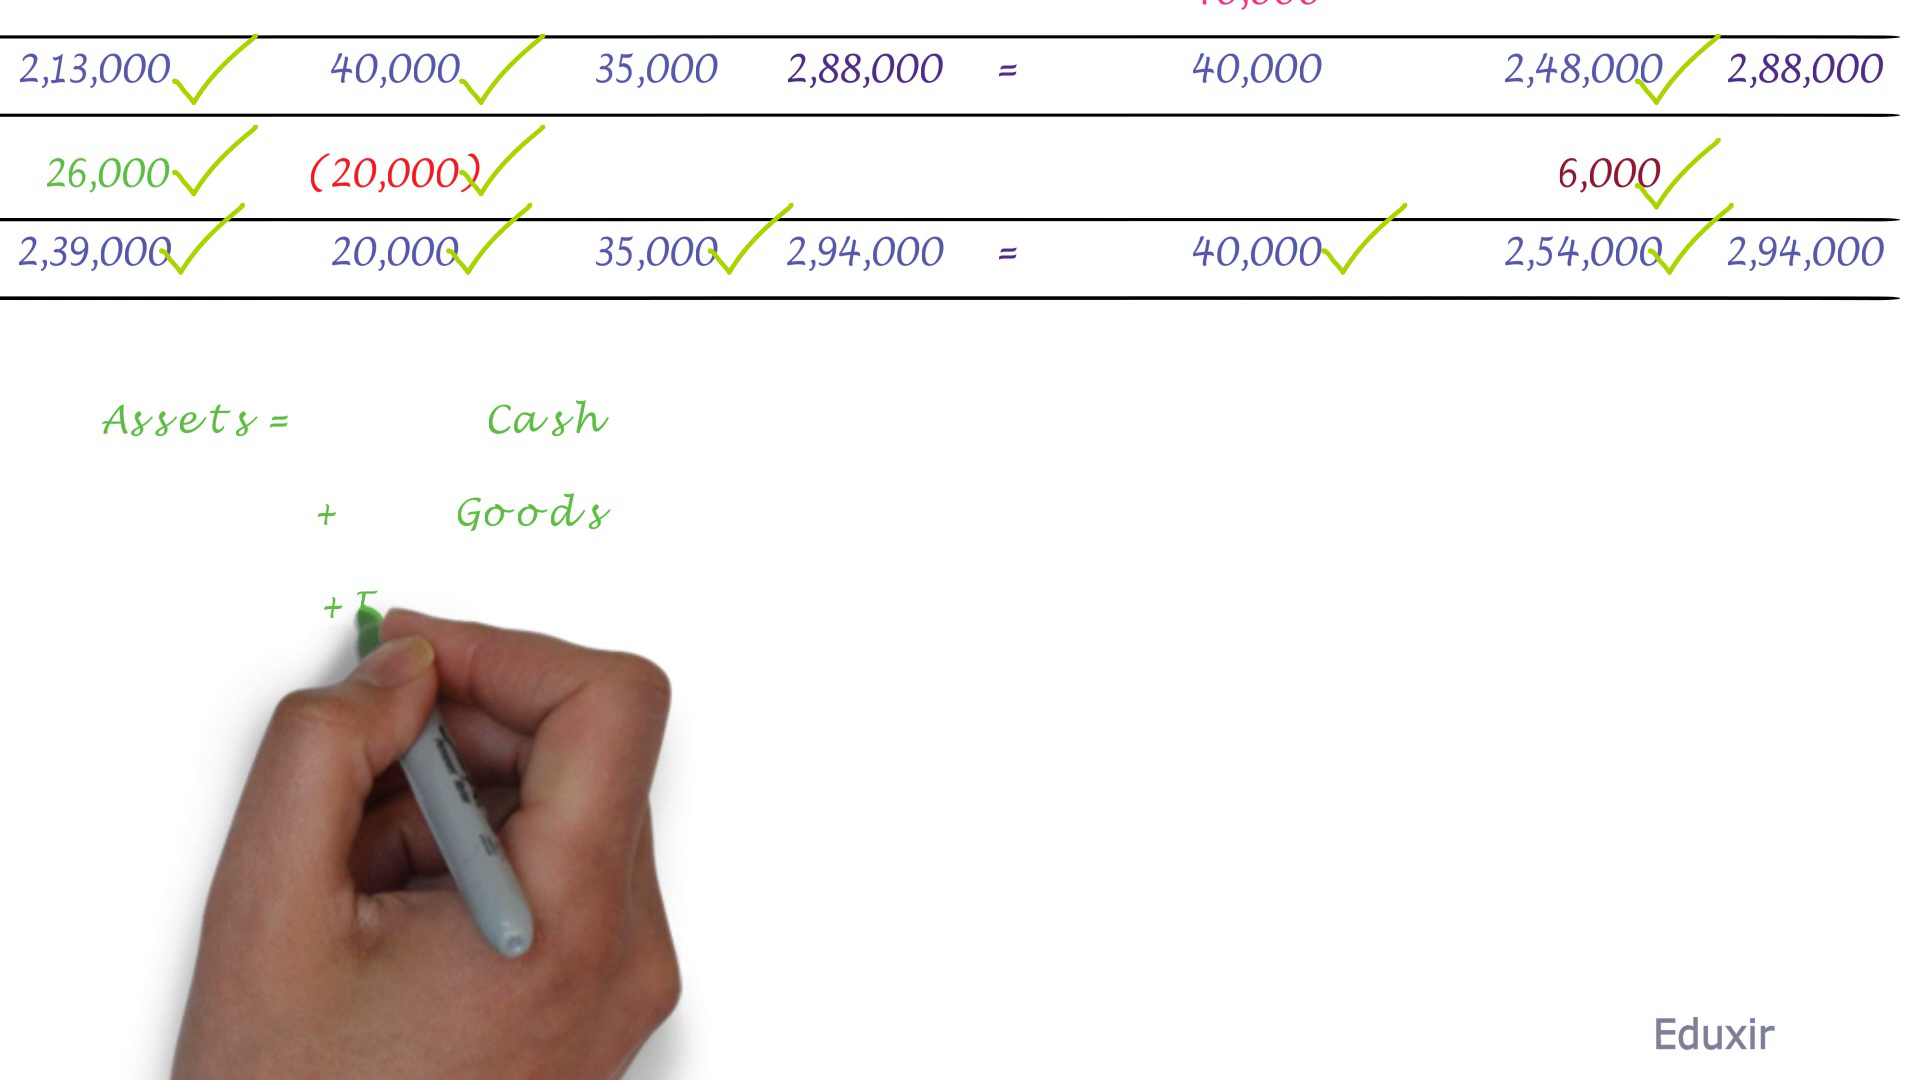 2,13,000 40,000 35,000 2,88,000 = 40,000 2,48,000 2,88,000
26,000 (20,000) 6,000
2,39,000 20,000 35,000 2,94,000 = 40,000 2,54,000 2,94,000
Assets = Cash
+ Goods
+
Eduxir